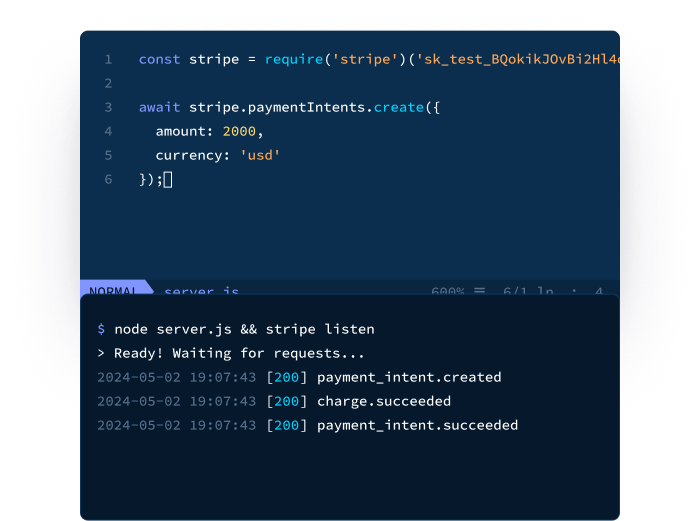 1 const stripe = require('stripe')('sk_test_BQokikJOvBi2Hl4
2
3 await stripe.paymentIntents.create({
4 amount: 2000,
5 currency: 'usd'
6 });
NORMAL server.js 600% ☰ 6/1 ln : 4
$ node server.js && stripe listen
> Ready! Waiting for requests...
2024-05-02 19:07:43 [200] payment_intent.created
2024-05-02 19:07:43 [200] charge.succeeded
2024-05-02 19:07:43 [200] payment_intent.succeeded